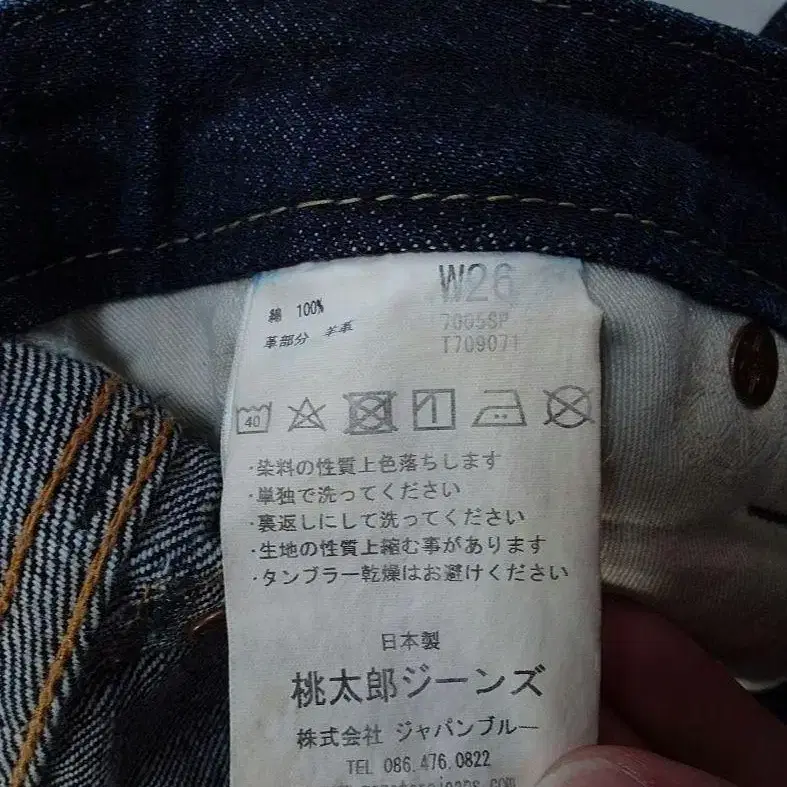 綿 100%
革部分 羊革
W26
7005SP
T709071
40
・染料の性質上色落ちします
・単独で洗ってください
・裏返しにして洗ってください
・生地の性質上縮む事があります
・タンブラー乾燥はお避けください
日本製
桃太郎ジーンズ
株式会社 ジャパンブルー
TEL 086.476.0822